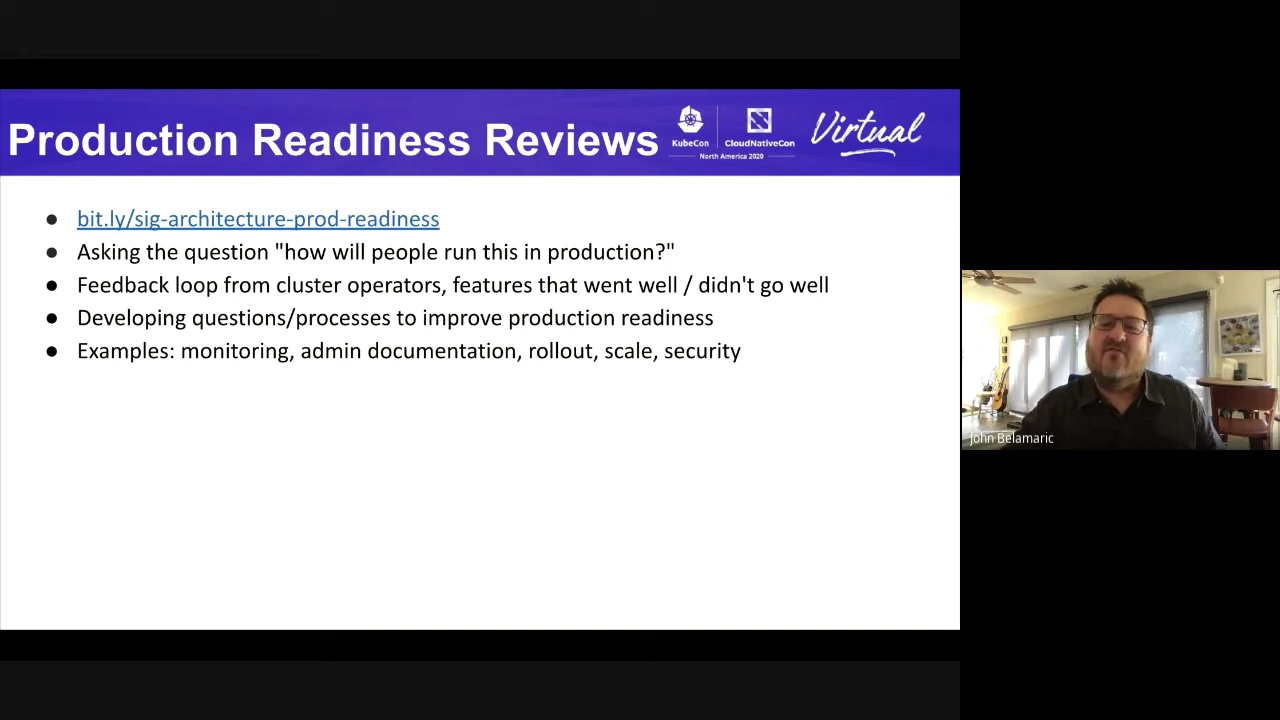 Production Readiness Reviews
KubeCon
CloudNativeCon
North America 2020
Virtual
bit.ly/sig-architecture-prod-readiness
Asking the question "how will people run this in production?"
Feedback loop from cluster operators, features that went well / didn't go well
Developing questions/processes to improve production readiness
Examples: monitoring, admin documentation, rollout, scale, security
John Belamaric